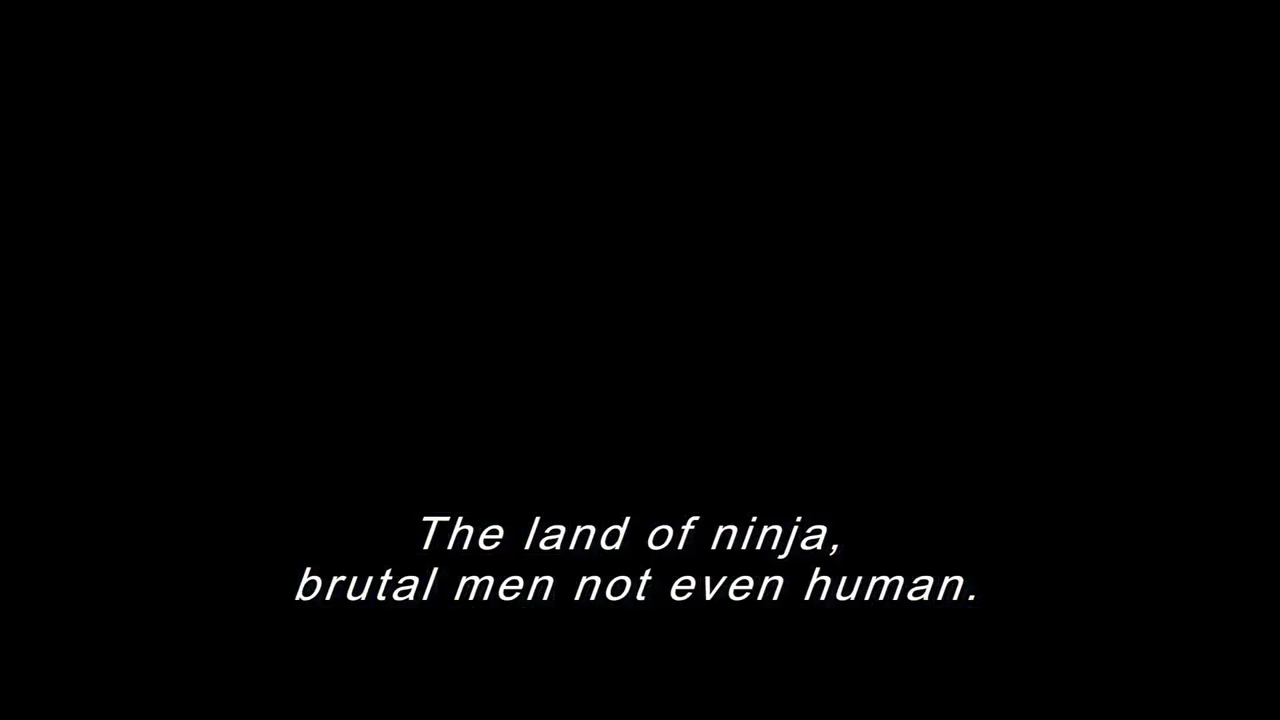 The land of ninja,
brutal men not even human.